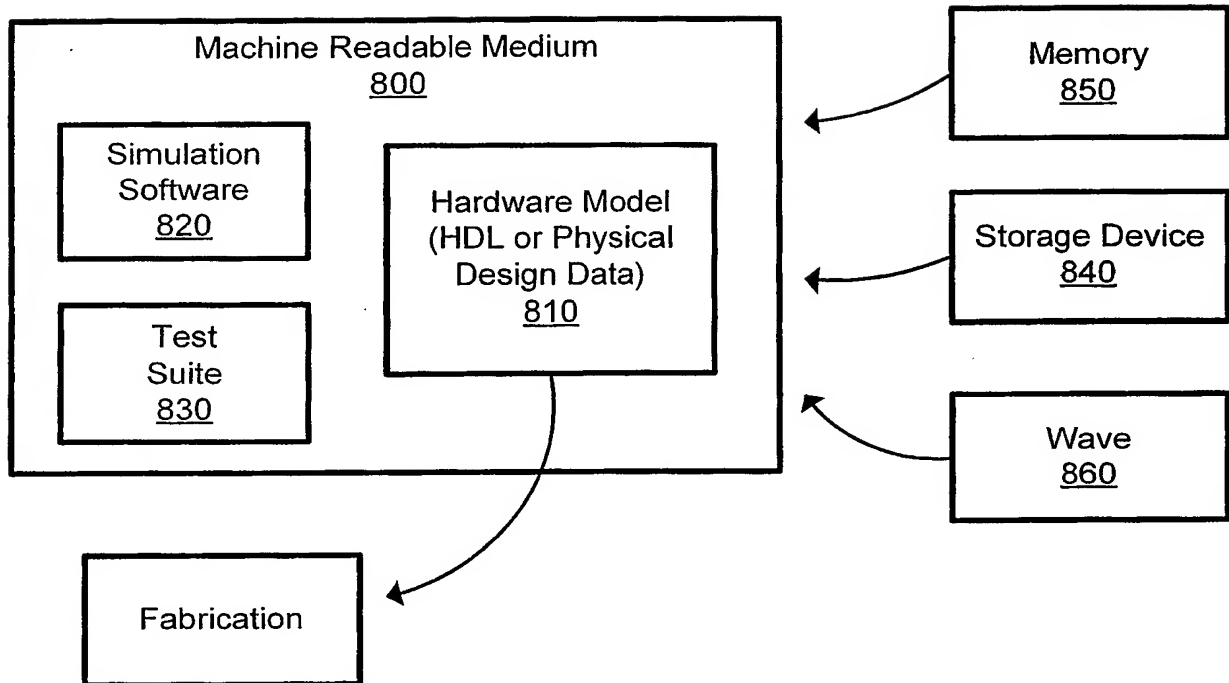 Machine Readable Medium
800
Simulation
Software
820
Test
Suite
830
Hardware Model
(HDL or Physical
Design Data)
810
Memory
850
Storage Device
840
Wave
860
Fabrication